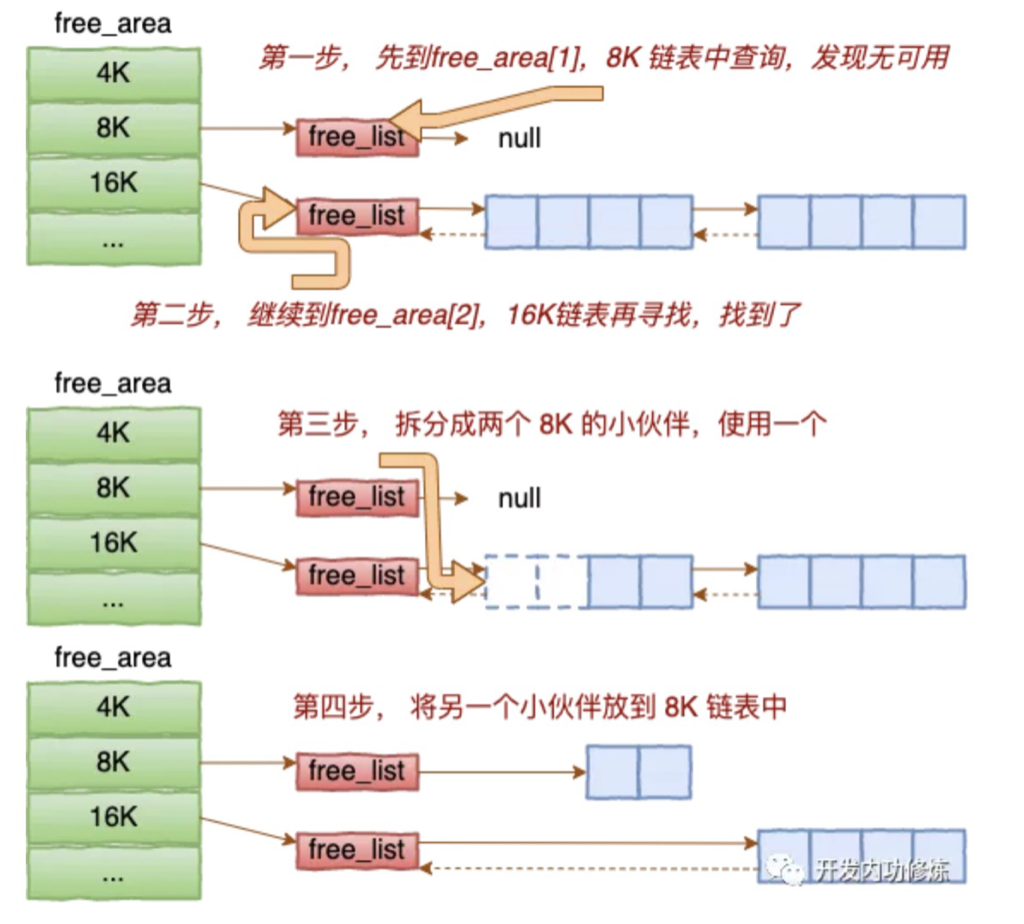 free_area
4K
第一步， 先到free_area[1]，8K 链表中查询，发现无可用
8K
free_list
null
16K
free_list
...
第二步， 继续到free_area[2]，16K链表再寻找，找到了
free_area
4K
第三步， 拆分成两个 8K 的小伙伴，使用一个
8K
free_list
null
16K
free_list
...
free_area
4K
第四步， 将另一个小伙伴放到 8K 链表中
8K
free_list
16K
free_list
...
开发内功修炼